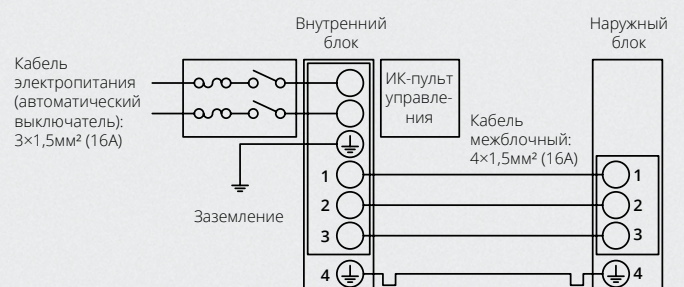 Внутренний
блок
Наружный
блок
Кабель
электропитания
(автоматический
выключатель):
3×1,5мм² (16А)
ИК-пульт
управле-
ния
Кабель
межблочный:
4×1,5мм² (16А)
Заземление
1
2
3
4
1
2
3
4